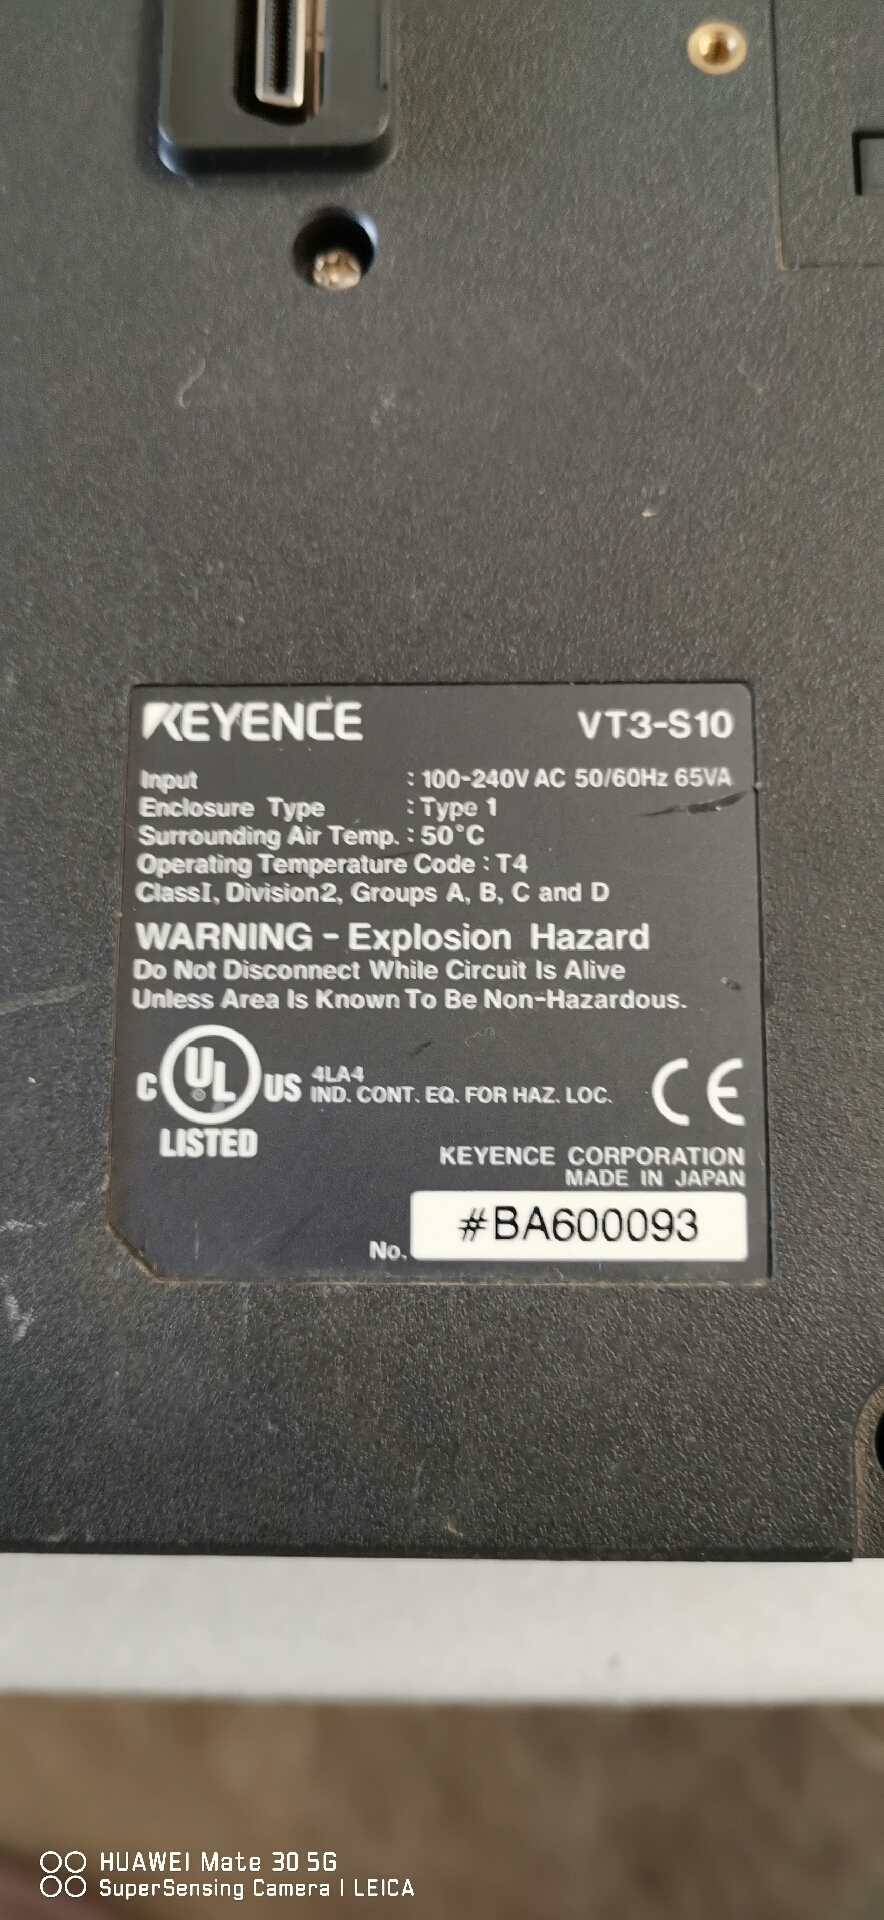 KEYENCE VT3-S10
Input : 100-240V AC 50/60Hz 65VA
Enclosure Type : Type 1
Surrounding Air Temp. : 50°C
Operating Temperature Code : T4
ClassI, Division2, Groups A, B, C and D
WARNING - Explosion Hazard
Do Not Disconnect While Circuit Is Alive
Unless Area Is Known To Be Non-Hazardous.
C UL US LISTED
4LA4
IND. CONT. EQ. FOR HAZ. LOC.
CE
KEYENCE CORPORATION
MADE IN JAPAN
No. #BA600093
HUAWEI Mate 30 5G
SuperSensing Camera | LEICA